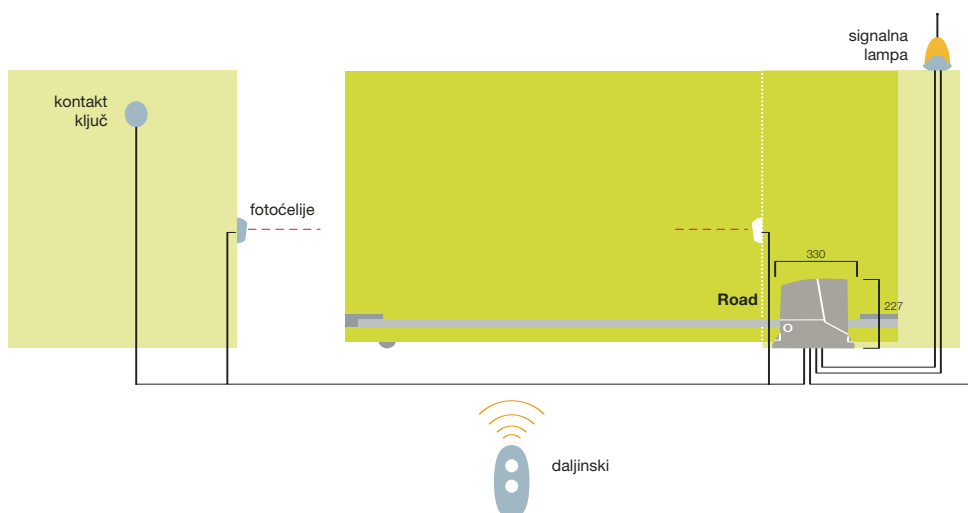 signalna
lampa
kontakt
ključ
fotoćelije
330
Road
227
daljinski